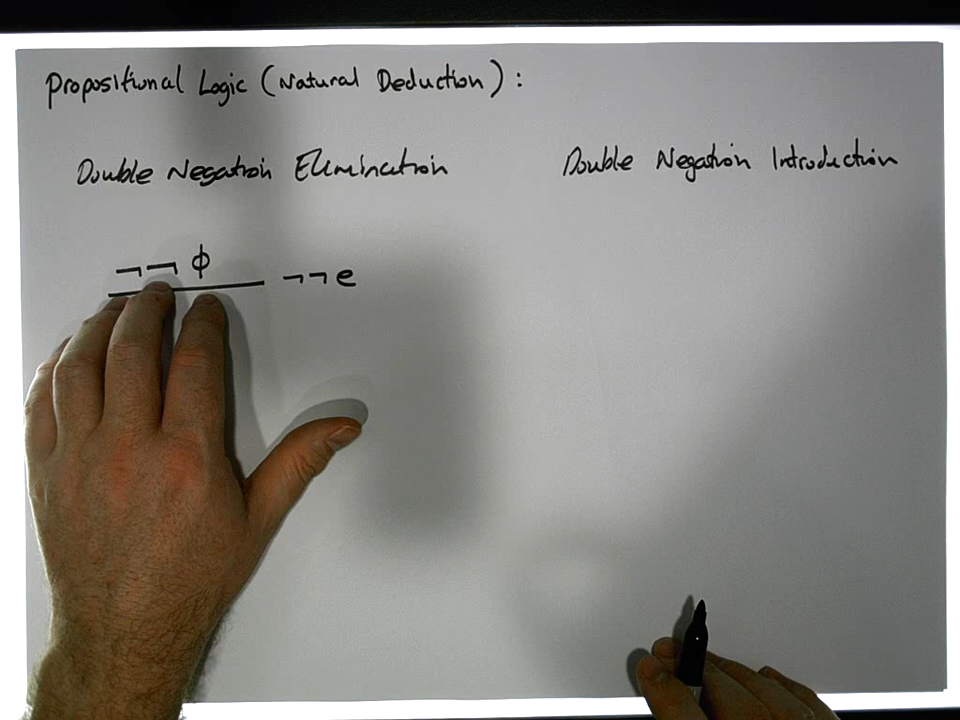 Propositional Logic (Natural Deduction) :
Double Negation Elimination
Double Negation Introduction
¬¬ϕ
¬¬e